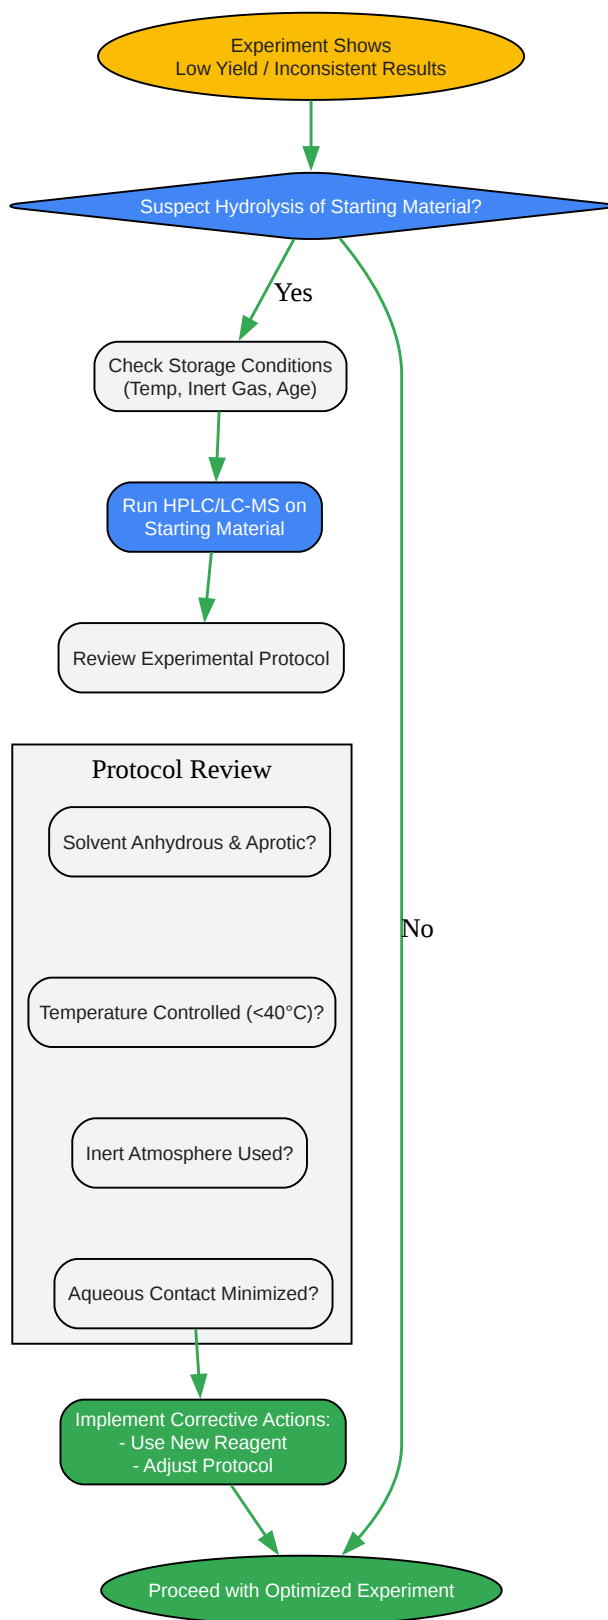 Experiment Shows
Low Yield / Inconsistent Results
Suspect Hydrolysis of Starting Material?
Yes
Check Storage Conditions
(Temp, Inert Gas, Age)
Run HPLC/LC-MS on
Starting Material
Review Experimental Protocol
Protocol Review
Solvent Anhydrous & Aprotic?
No
Temperature Controlled (<40°C)?
Inert Atmosphere Used?
Aqueous Contact Minimized?
Implement Corrective Actions:
- Use New Reagent
- Adjust Protocol
Proceed with Optimized Experiment